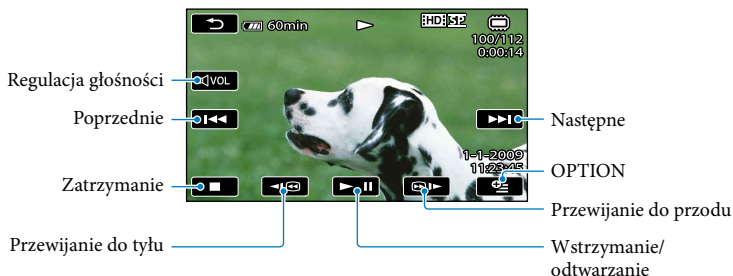 60min
HD SP
100/112
0:00:14
VOL
Regulacja głośności
Poprzednie
Następne
1-1-2009
11:23:45
OPTION
Zatrzymanie
Przewijanie do przodu
Przewijanie do tyłu
Wstrzymanie/
odtwarzanie